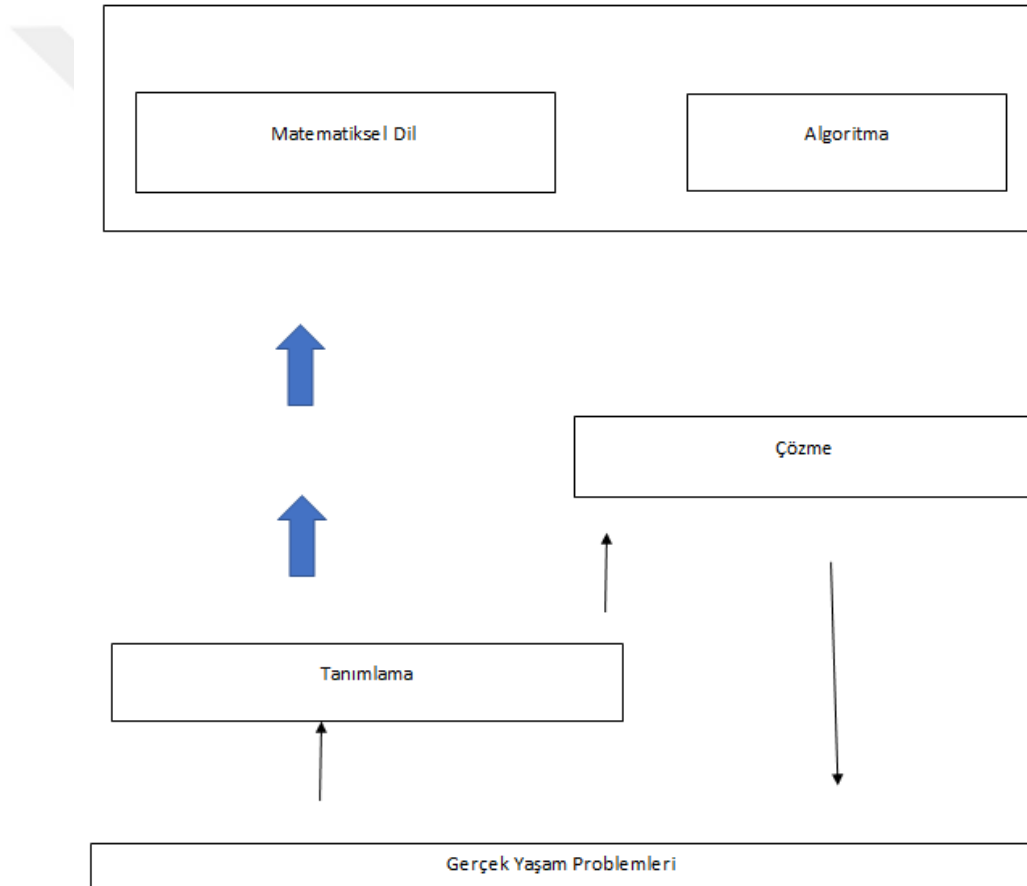 Matematiksel Dil
Algoritma
Çözme
Tanımlama
Gerçek Yaşam Problemleri